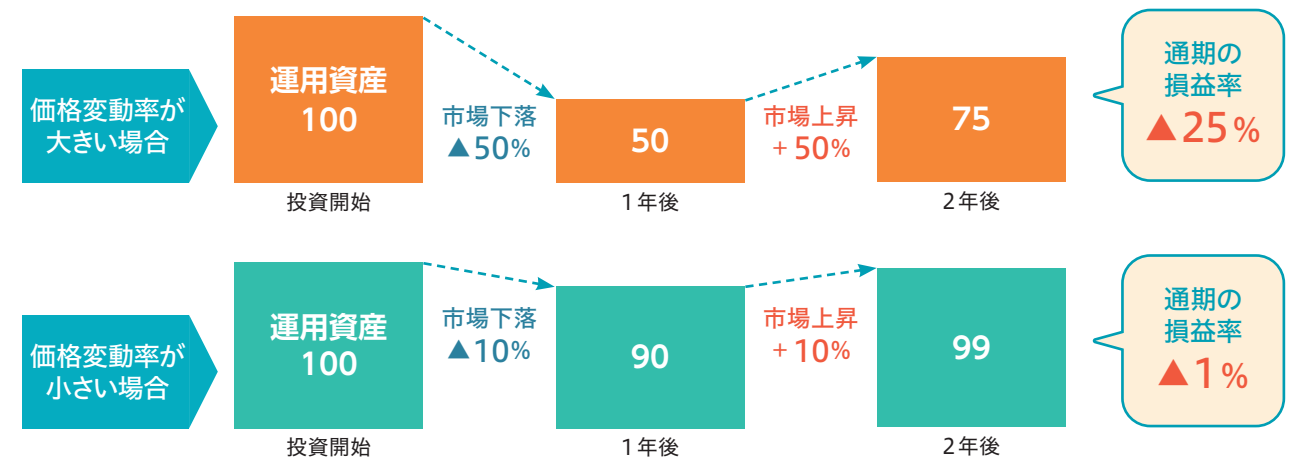 価格変動率が
大きい場合
運用資産
100
投資開始
市場下落
▲50%
50
1年後
市場上昇
+50%
75
2年後
通期の
損益率
▲25%
価格変動率が
小さい場合
運用資産
100
投資開始
市場下落
▲10%
90
1年後
市場上昇
+10%
99
2年後
通期の
損益率
▲1%